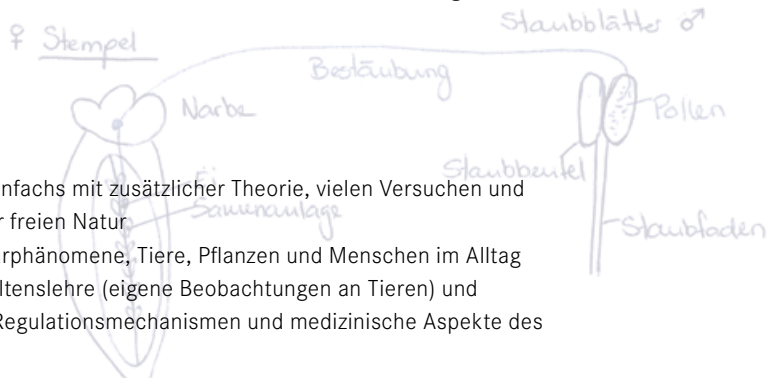 Staubblätter ♂
♀ Stempel
Bestäubung
Narbe
Pollen
Staubbeutel
Ei
nfachs mit zusätzlicher Theorie, vielen Versuchen und
Samenanlage
r freien Natur
Staubfaden
rphänomene, Tiere, Pflanzen und Menschen im Alltag
ltenslehre (eigene Beobachtungen an Tieren) und
Regulationsmechanismen und medizinische Aspekte des